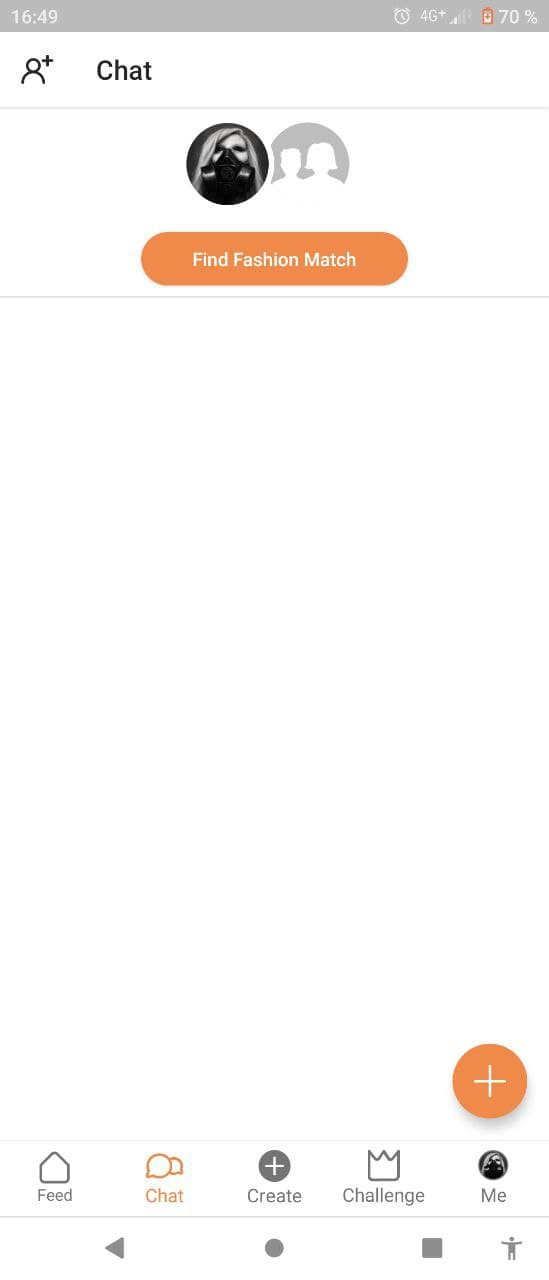 16:49 4G+ 70 %
Chat
Find Fashion Match
Feed Chat Create Challenge Me